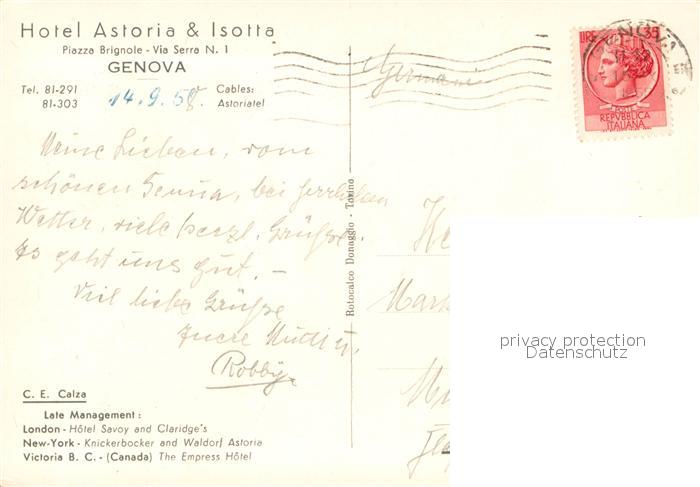 Hotel Astoria & Isotta
Piazza Brignole - Via Serra N. 1
GENOVA
Tel. 81-291
81-303
14.9.58.
Cables:
Astoriatel
Germania
LIRE 35
POSTE
REPVBBLICA
ITALIANA
Meine Lieben, vom
schönen Genua, bei herrlichem
Wetter, viele herzl. Grüße.
Es geht uns gut. –
Viel liebe Grüße
Euere Mutti u.
Robby.
Rotocalco Donaggio - Torino
privacy protection
Datenschutz
C. E. Calza
Late Management:
London - Hôtel Savoy and Claridge's
New-York - Knickerbocker and Waldorf Astoria
Victoria B. C. - (Canada) The Empress Hôtel